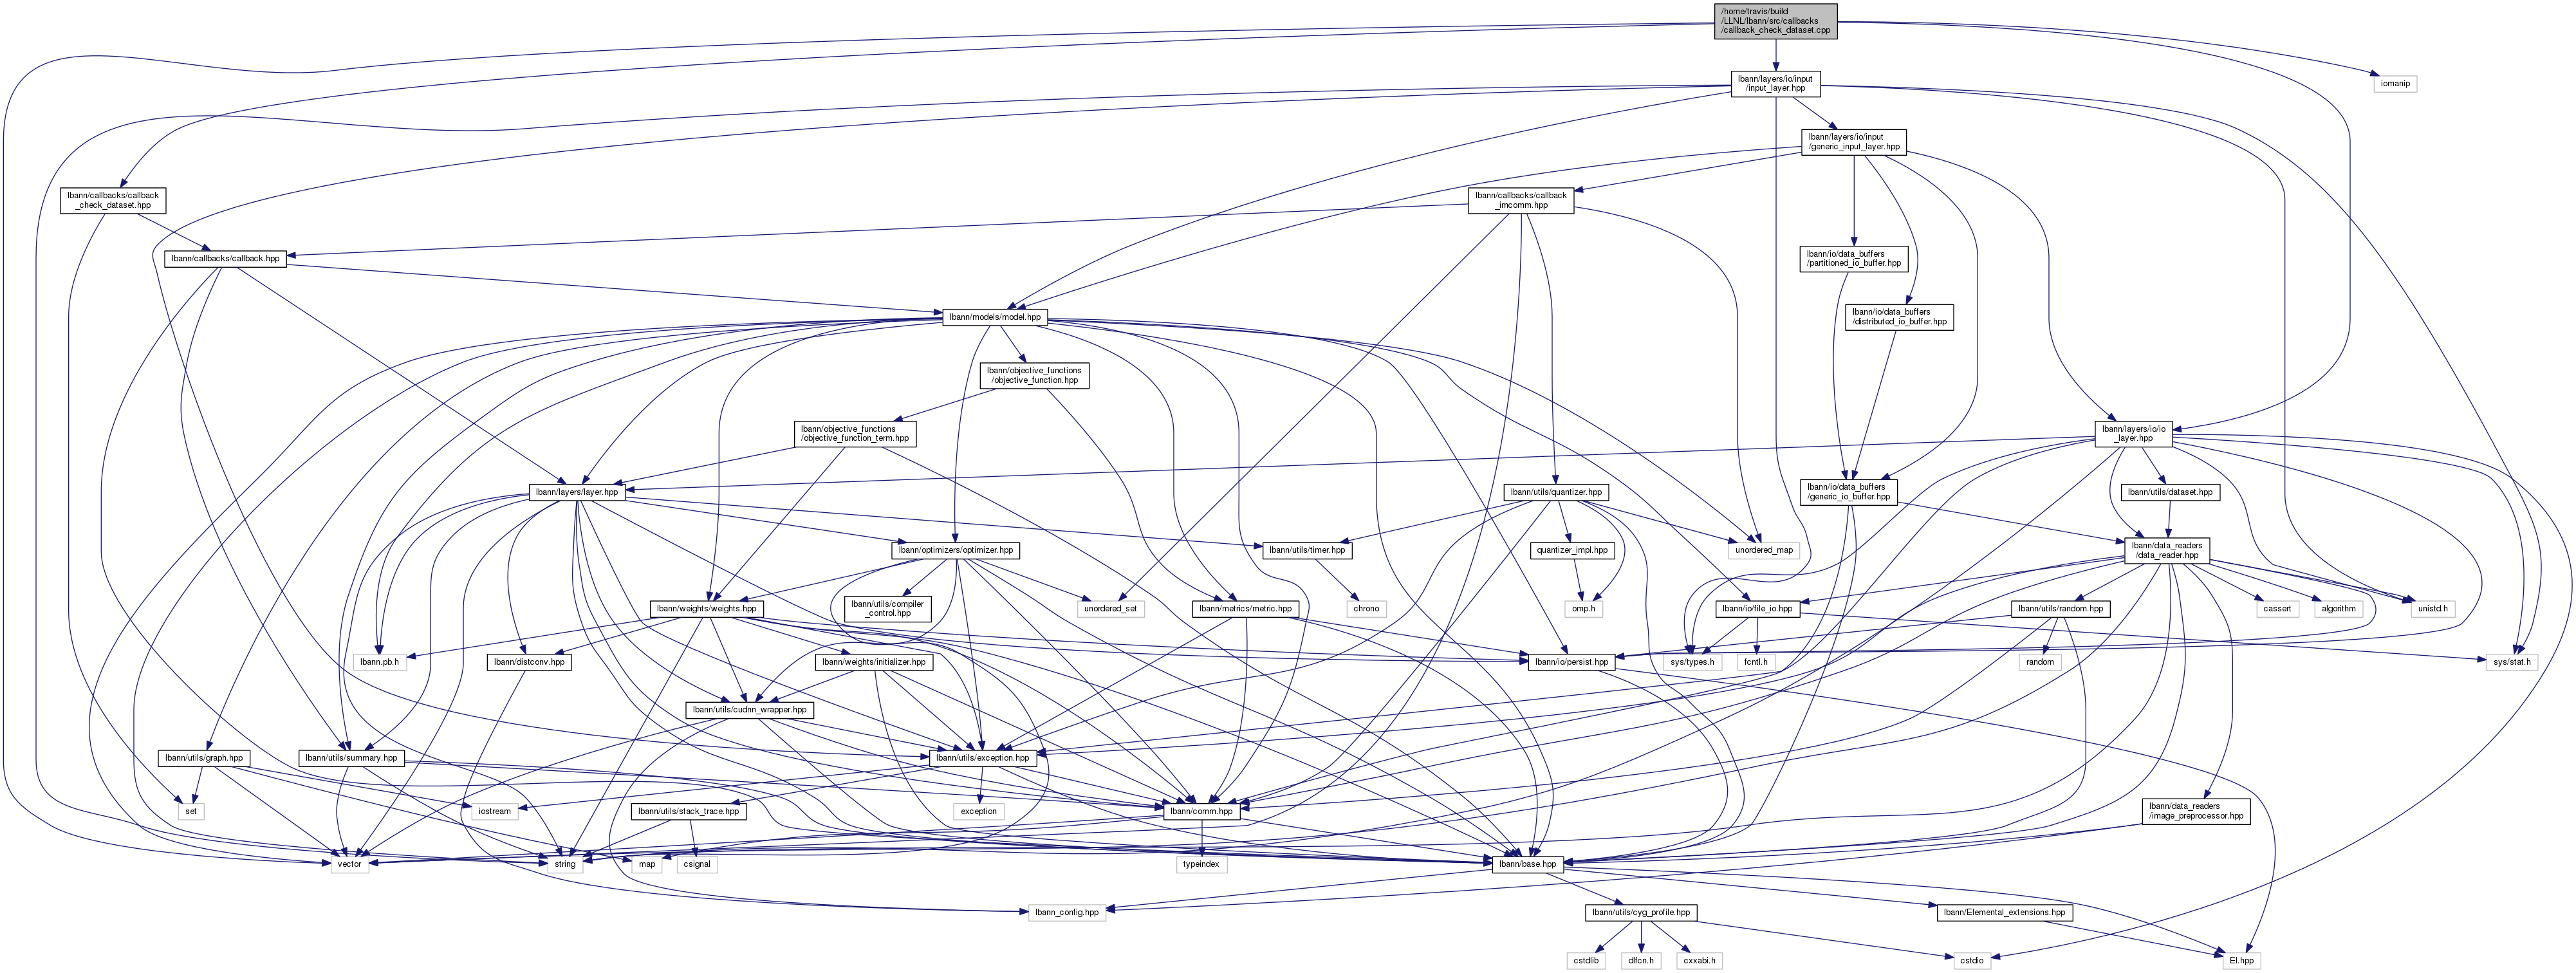 /home/travis/build
/LLNL/lbann/src/callbacks
/callback_check_dataset.cpp
lbann/layers/io/input
/input_layer.hpp
iomanip
lbann/layers/io/input
/generic_input_layer.hpp
lbann/callbacks/callback
_check_dataset.hpp
lbann/callbacks/callback
_imcomm.hpp
lbann/callbacks/callback.hpp
lbann/io/data_buffers
/partitioned_io_buffer.hpp
lbann/models/model.hpp
lbann/io/data_buffers
/distributed_io_buffer.hpp
lbann/objective_functions
/objective_function.hpp
lbann/objective_functions
/objective_function_term.hpp
lbann/layers/io/io
_layer.hpp
lbann/layers/layer.hpp
lbann/utils/quantizer.hpp
lbann/io/data_buffers
/generic_io_buffer.hpp
lbann/utils/dataset.hpp
lbann/optimizers/optimizer.hpp
lbann/utils/timer.hpp
quantizer_impl.hpp
unordered_map
lbann/data_readers
/data_reader.hpp
lbann/weights/weights.hpp
lbann/utils/compiler
_control.hpp
unordered_set
lbann/metrics/metric.hpp
chrono
omp.h
lbann/io/file_io.hpp
lbann/utils/random.hpp
cassert
algorithm
unistd.h
lbann.pb.h
lbann/distconv.hpp
lbann/weights/initializer.hpp
lbann/io/persist.hpp
sys/types.h
fcntl.h
random
sys/stat.h
lbann/utils/cudnn_wrapper.hpp
lbann/utils/graph.hpp
lbann/utils/summary.hpp
lbann/utils/exception.hpp
set
iostream
lbann/utils/stack_trace.hpp
exception
lbann/comm.hpp
lbann/data_readers
/image_preprocessor.hpp
vector
string
map
csignal
typeindex
lbann/base.hpp
lbann_config.hpp
lbann/utils/cyg_profile.hpp
lbann/Elemental_extensions.hpp
cstdlib
dlfcn.h
cxxabi.h
cstdio
El.hpp